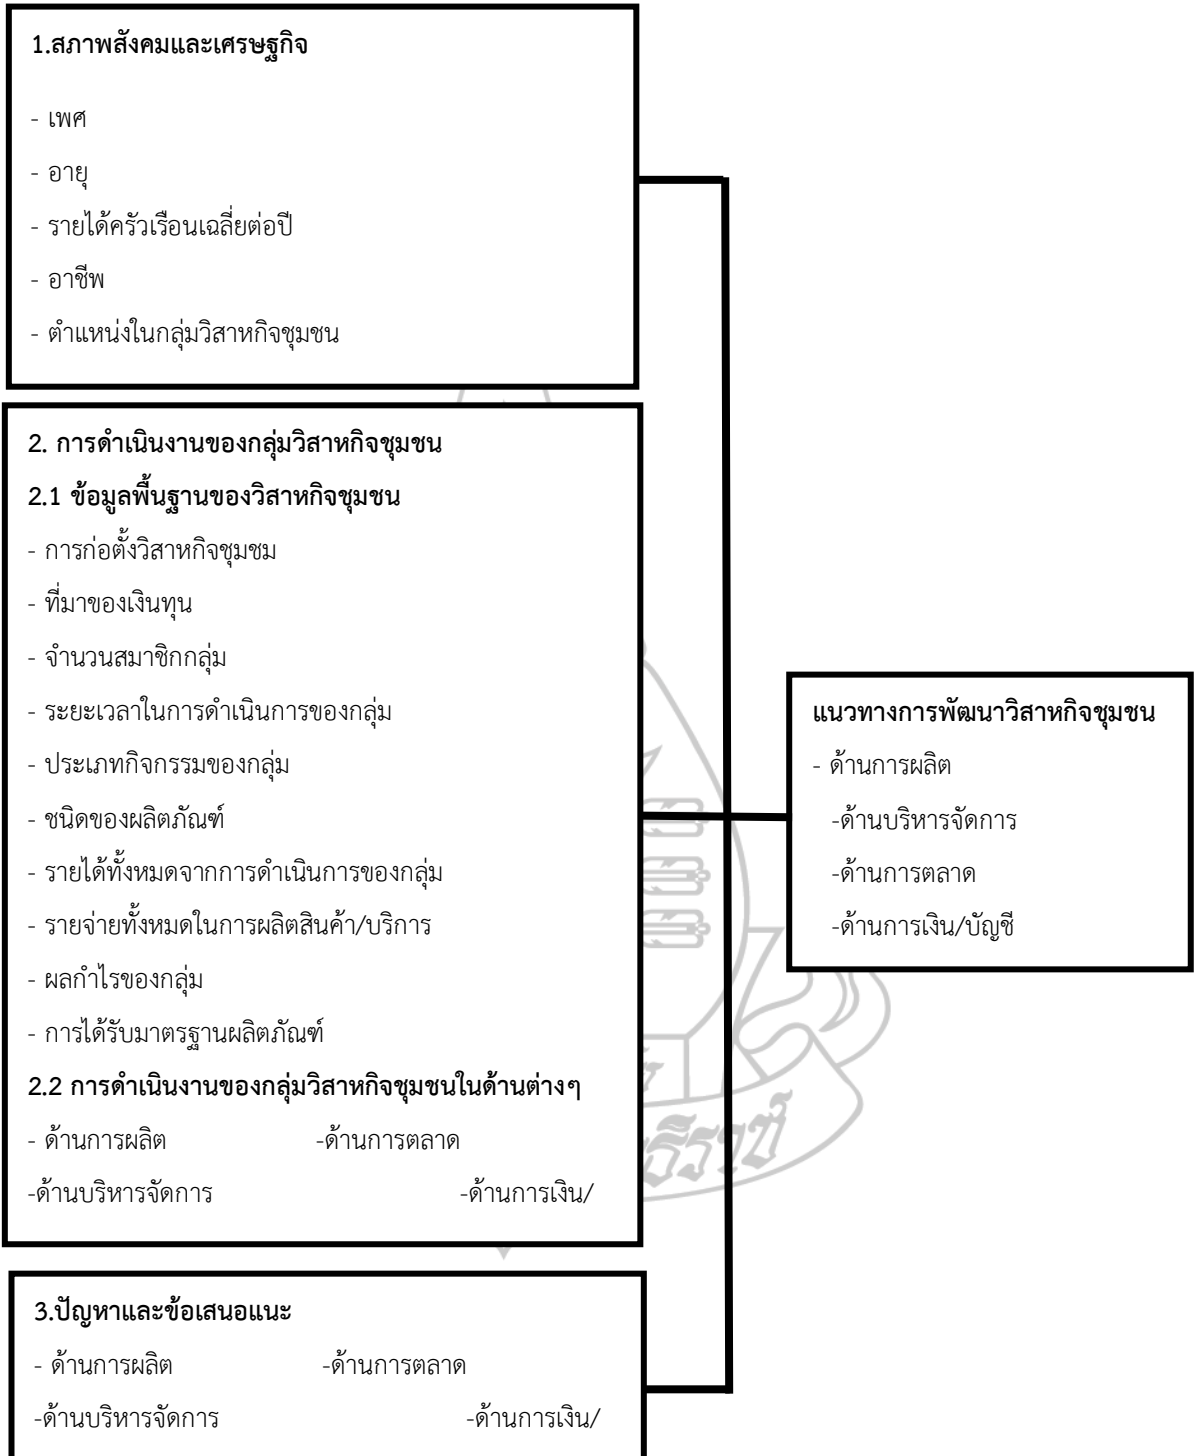 1.สภาพสังคมและเศรษฐกิจ
- เพศ
- อายุ
- รายได้ครัวเรือนเฉลี่ยต่อปี
- อาชีพ
- ตำแหน่งในกลุ่มวิสาหกิจชุมชน
2. การดำเนินงานของกลุ่มวิสาหกิจชุมชน
2.1 ข้อมูลพื้นฐานของวิสาหกิจชุมชน
- การก่อตั้งวิสาหกิจชุมชม
- ที่มาของเงินทุน
- จำนวนสมาชิกกลุ่ม
- ระยะเวลาในการดำเนินการของกลุ่ม
- ประเภทกิจกรรมของกลุ่ม
- ชนิดของผลิตภัณฑ์
- รายได้ทั้งหมดจากการดำเนินการของกลุ่ม
- รายจ่ายทั้งหมดในการผลิตสินค้า/บริการ
- ผลกำไรของกลุ่ม
- การได้รับมาตรฐานผลิตภัณฑ์
2.2 การดำเนินงานของกลุ่มวิสาหกิจชุมชนในด้านต่างๆ
- ด้านการผลิต -ด้านการตลาด
-ด้านบริหารจัดการ -ด้านการเงิน/
3.ปัญหาและข้อเสนอแนะ
- ด้านการผลิต -ด้านการตลาด
-ด้านบริหารจัดการ -ด้านการเงิน/
แนวทางการพัฒนาวิสาหกิจชุมชน
- ด้านการผลิต
-ด้านบริหารจัดการ
-ด้านการตลาด
-ด้านการเงิน/บัญชี